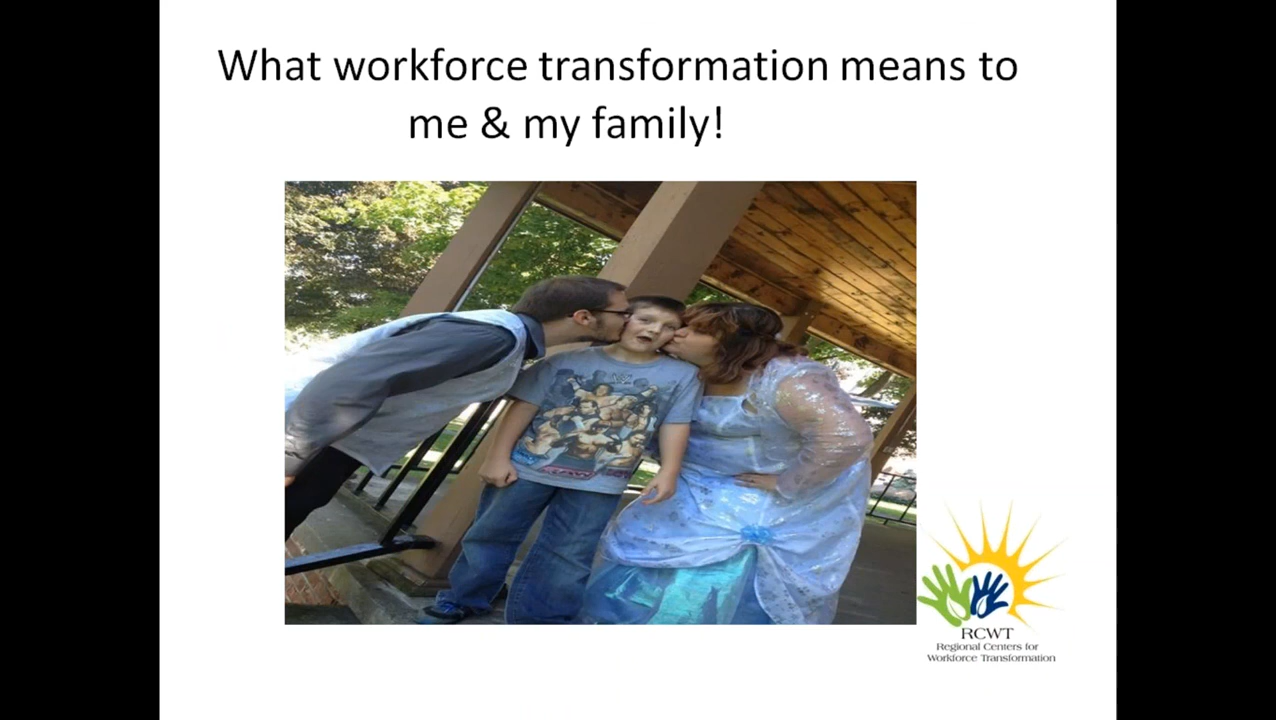 What workforce transformation means to
me & my family!
RCWT
Regional Centers for
Workforce Transformation